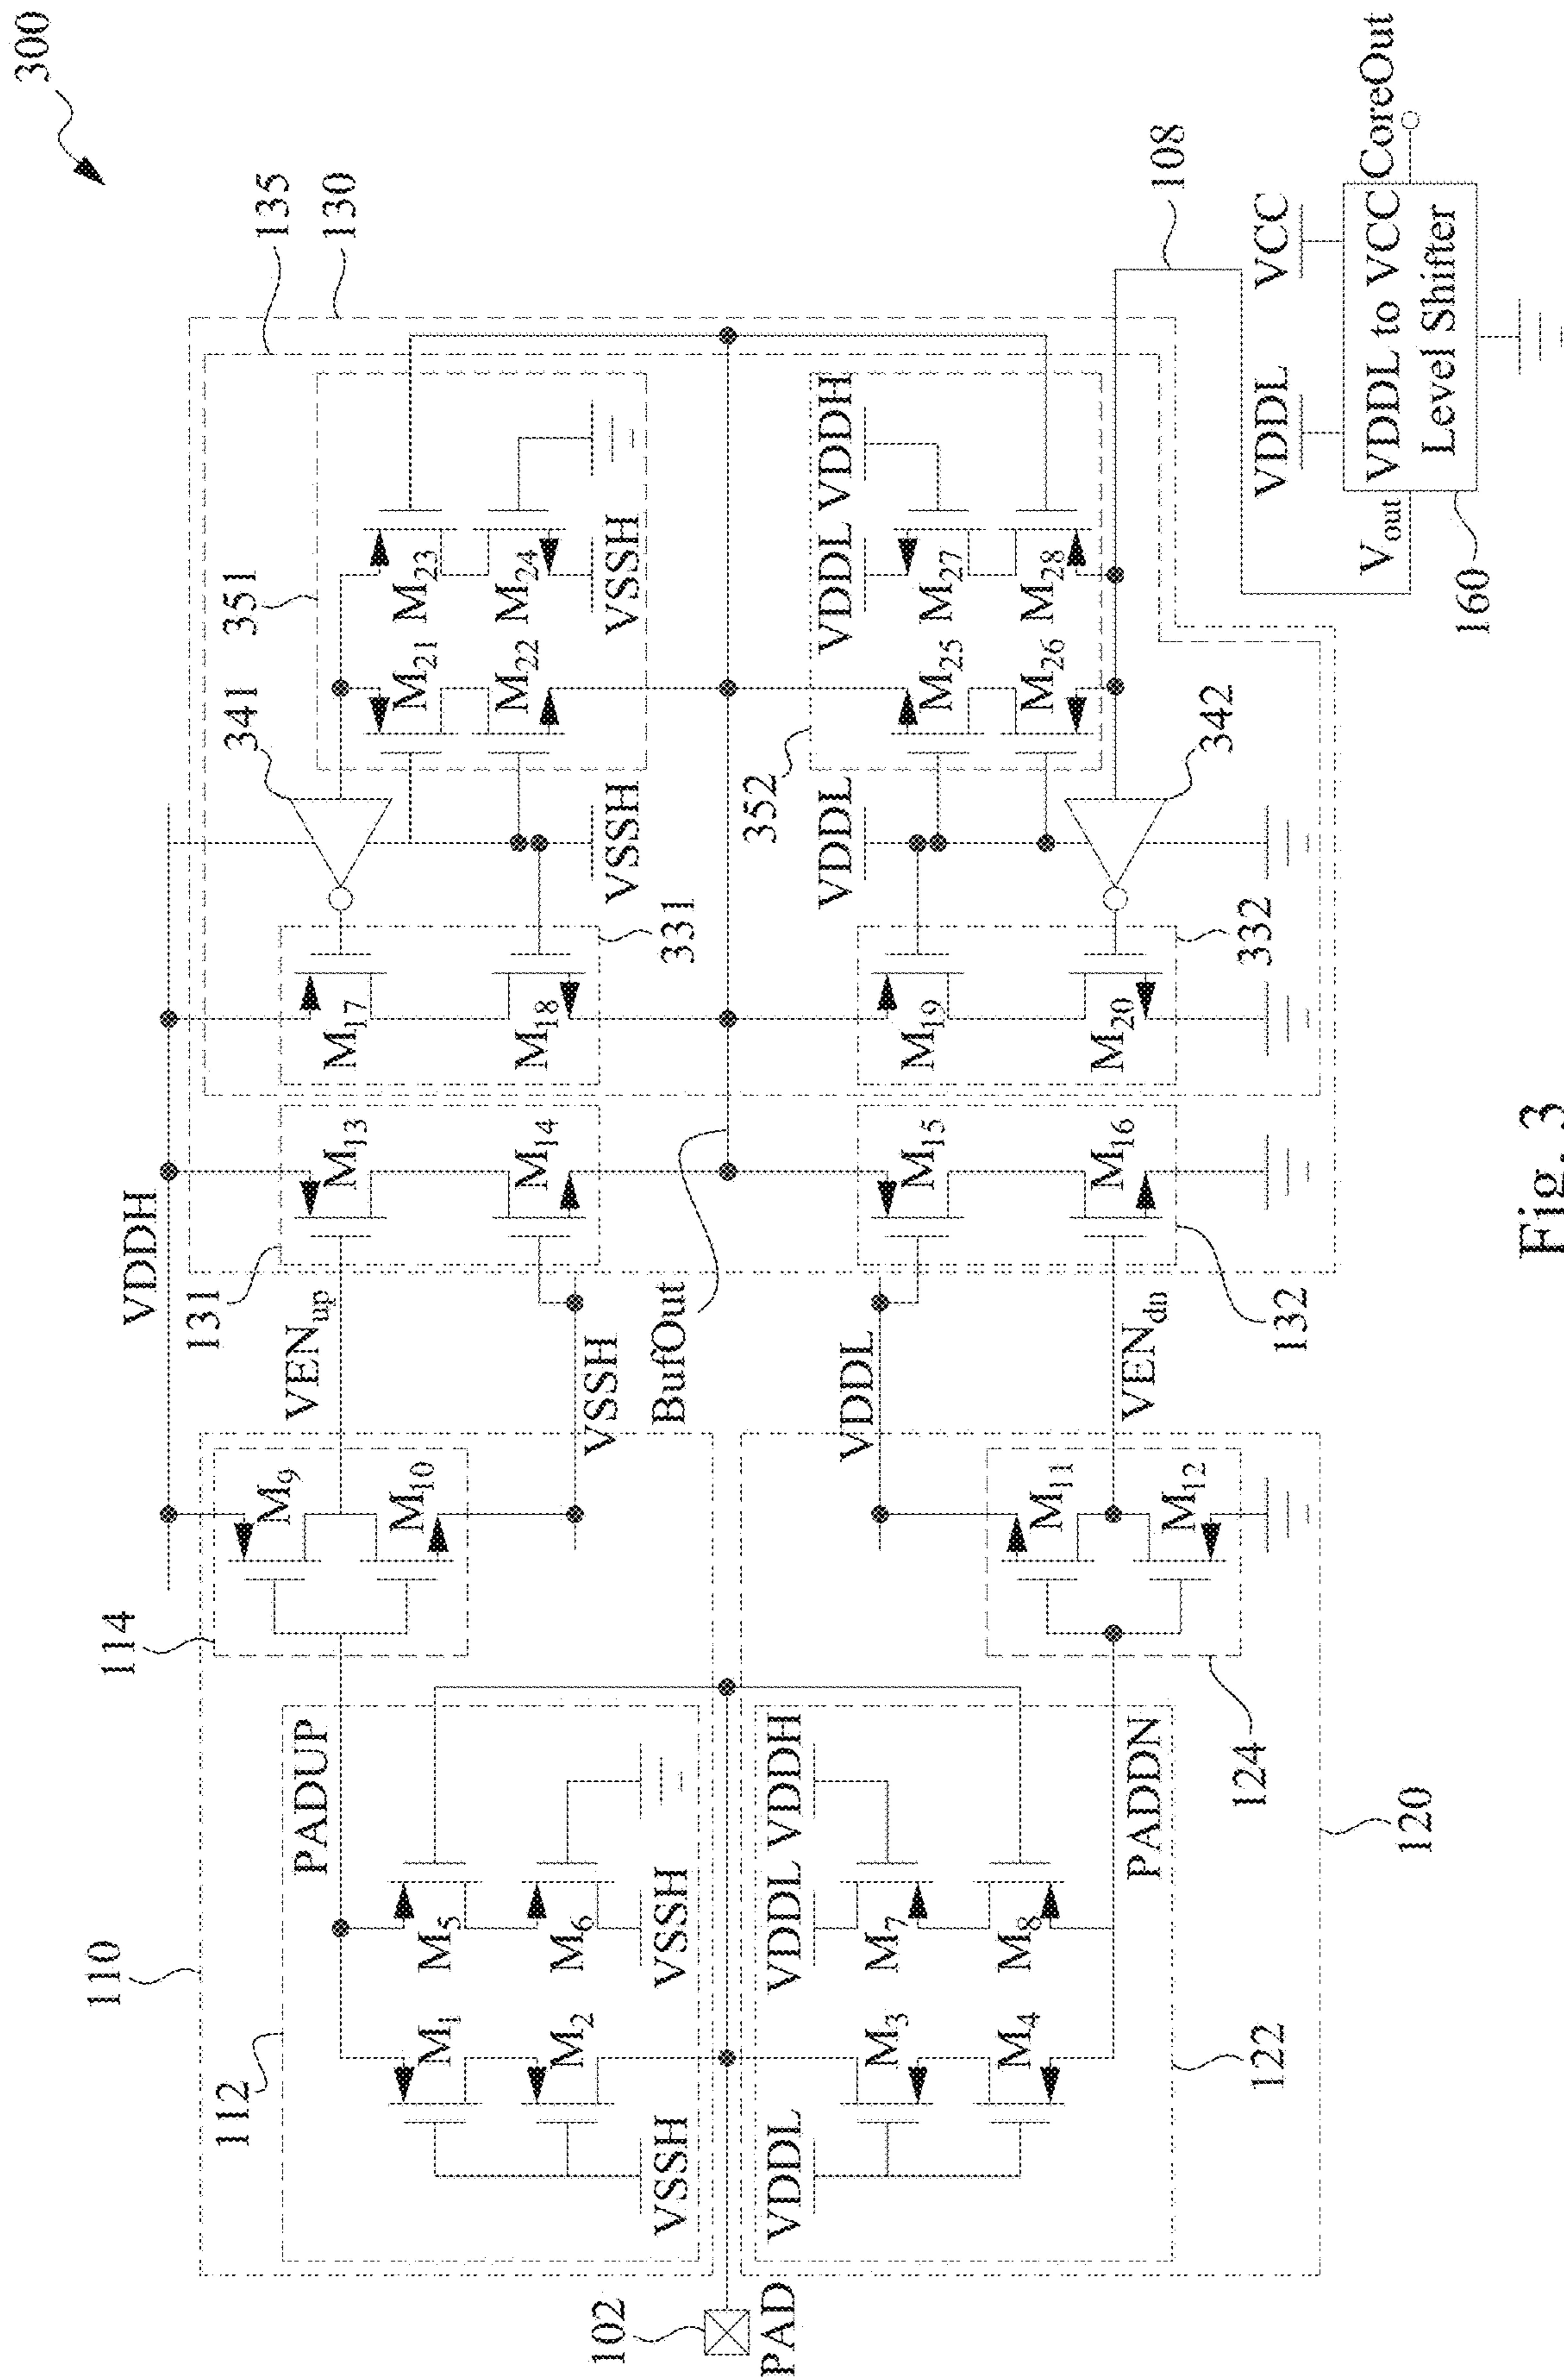 300
135
130
VDDH
341
351
M13
M17
M21
M23
M14
M18
M22
M24
131
VENup
114
M9
M10
VSSH
VSSH
VSSH
331
BufOut
110
112
PADUP
M1
M5
M2
M6
VSSH
VSSH
102
PAD
VDDL
VDDL
VDDH
M3
M7
M4
M8
PADDN
122
120
124
M11
M12
VDDL
VENdn
132
M15
M16
M19
M20
332
VDDL
352
VDDL
VDDH
M25
M27
M26
M28
342
108
VDDL
VCC
Vout
VDDL to VCC
Level Shifter
CoreOut
160
Fig. 3